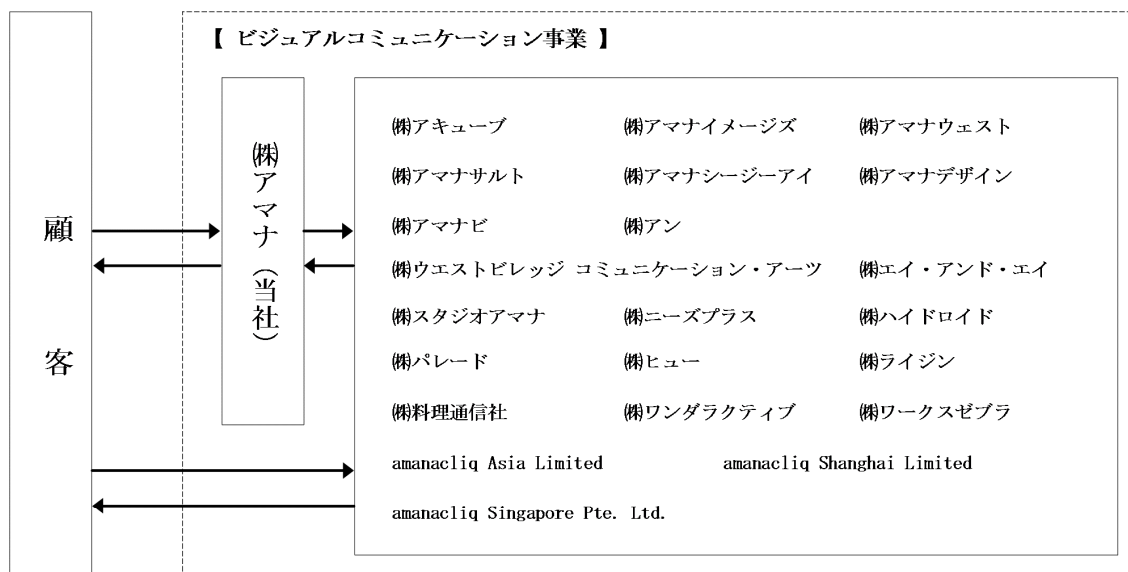 【 ビジュアルコミュニケーション事業 】
顧客
㈱アマナ(当社)
㈱アキューブ ㈱アマナイメージズ ㈱アマナウェスト
㈱アマナサルト ㈱アマナシージーアイ ㈱アマナデザイン
㈱アマナビ ㈱アン
㈱ウエストビレッジ コミュニケーション・アーツ ㈱エイ・アンド・エイ
㈱スタジオアマナ ㈱ニーズプラス ㈱ハイドロイド
㈱パレード ㈱ヒュー ㈱ライジン
㈱料理通信社 ㈱ワンダラクティブ ㈱ワークスゼブラ
amanacliq Asia Limited amanacliq Shanghai Limited
amanacliq Singapore Pte. Ltd.